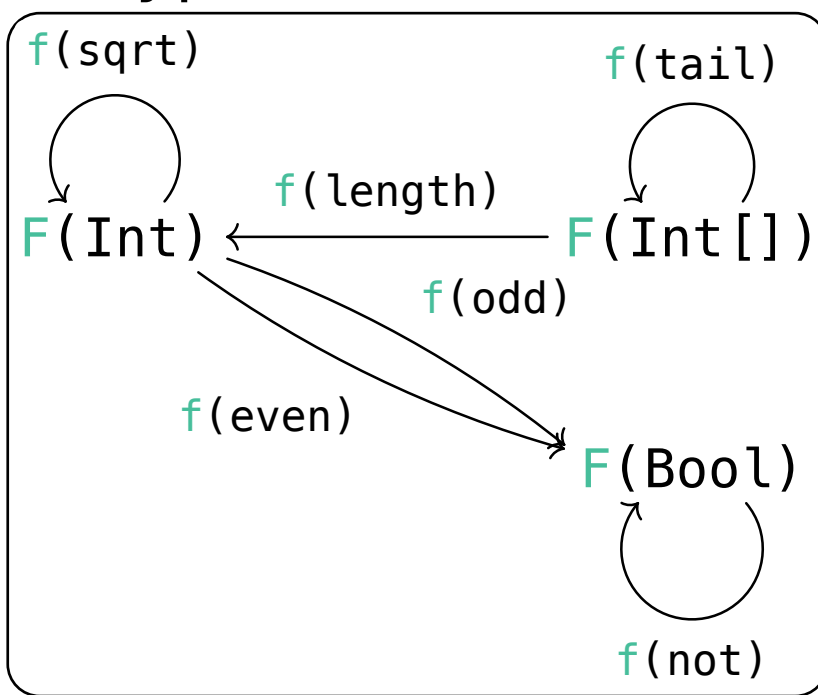 f(sqrt)
f(tail)
f(length)
F(Int)
F(Int[])
f(odd)
f(even)
F(Bool)
f(not)